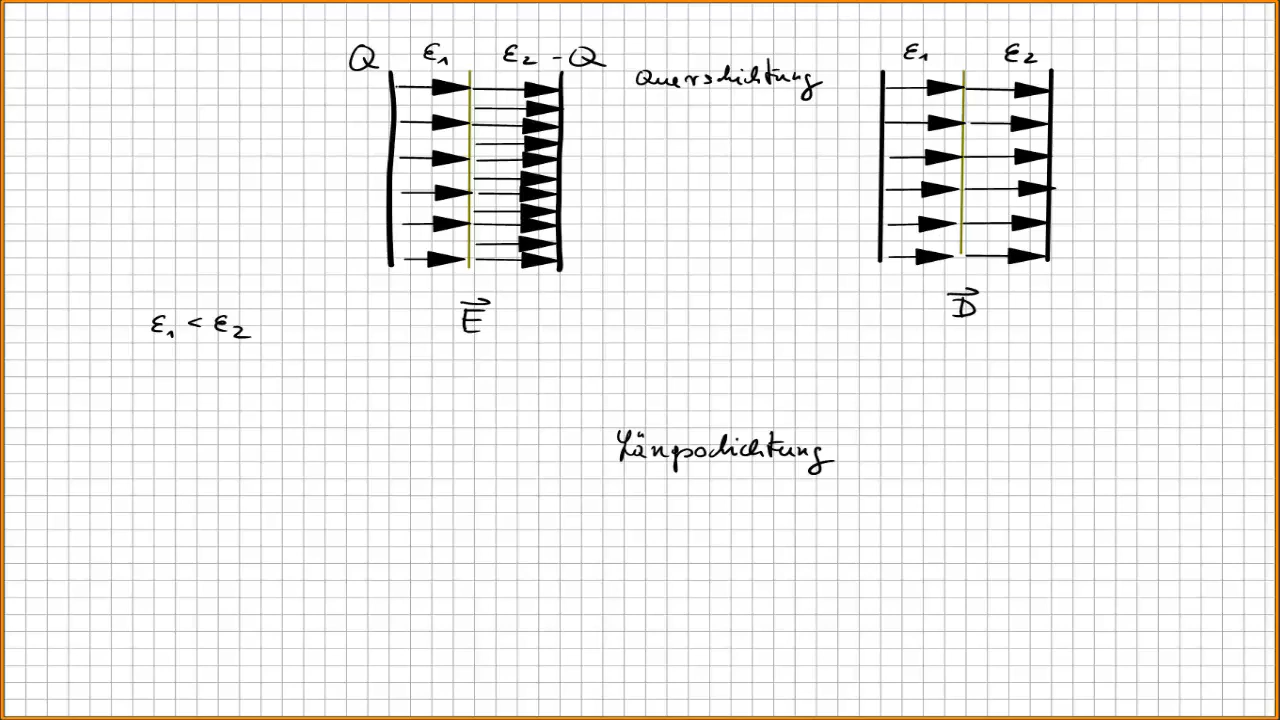 Q ε₁ ε₂ -Q
Querschichtung
ε₁ ε₂
E⃗
D⃗
ε₁ < ε₂
Längsschichtung